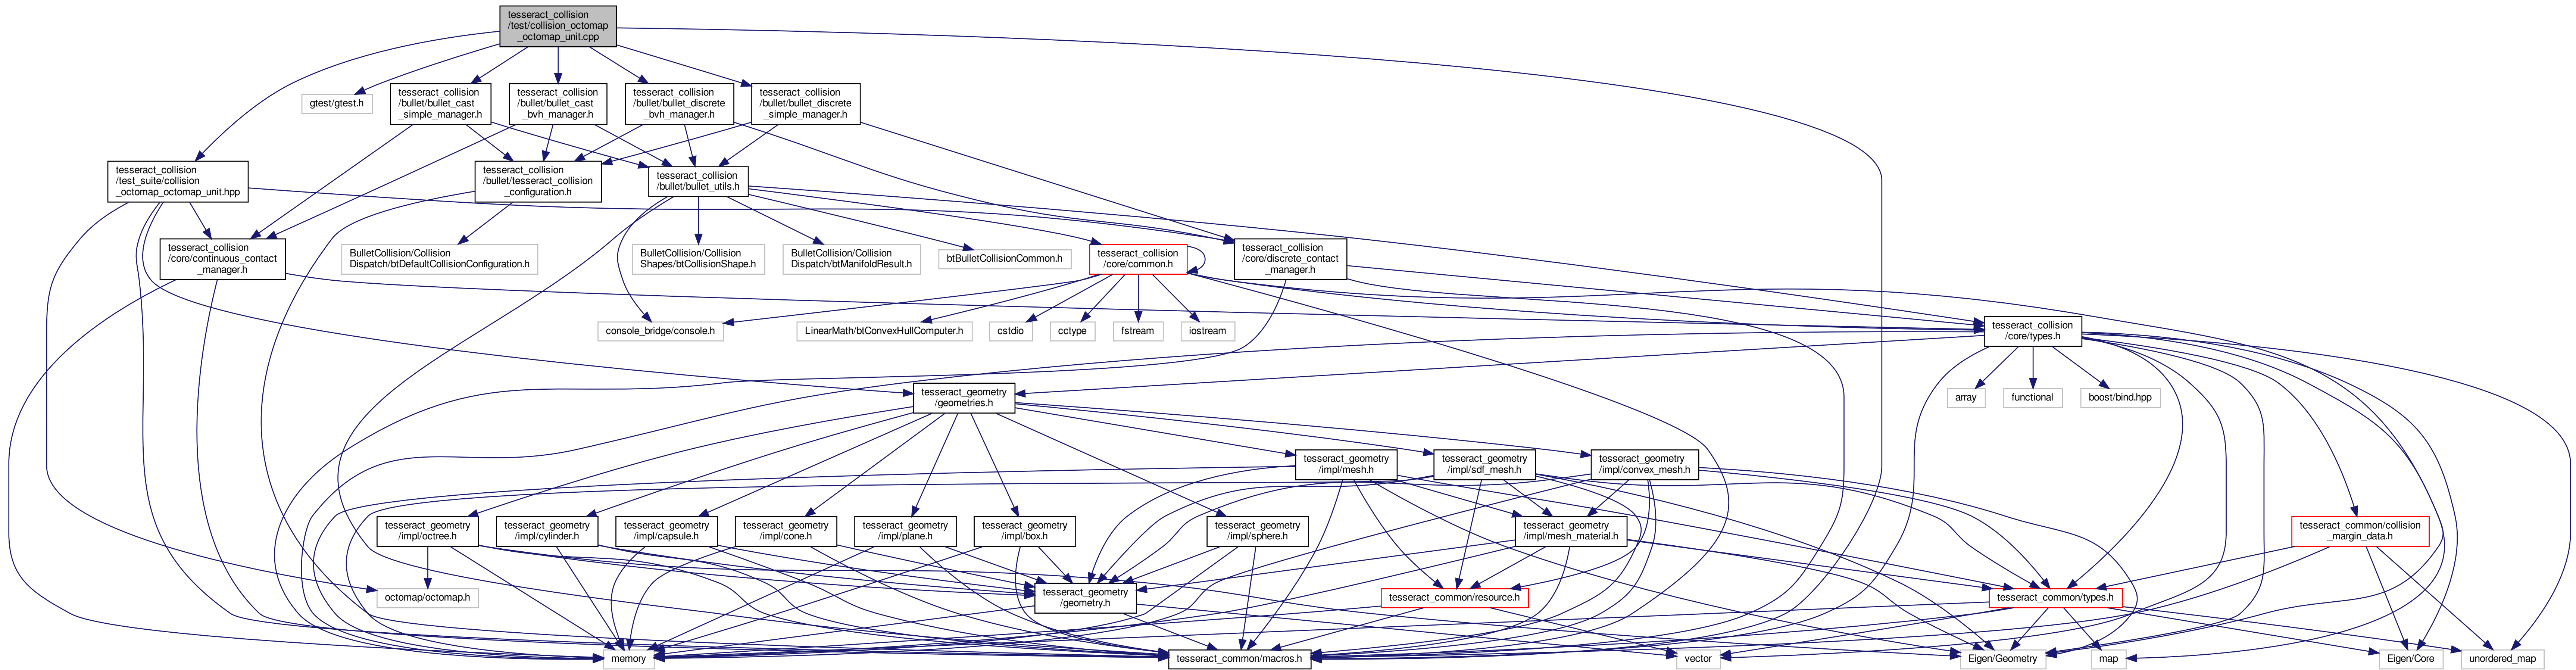 tesseract_collision
/test/collision_octomap
_octomap_unit.cpp
gtest/gtest.h
tesseract_collision
/bullet/bullet_cast
_simple_manager.h
tesseract_collision
/bullet/bullet_cast
_bvh_manager.h
tesseract_collision
/bullet/bullet_discrete
_bvh_manager.h
tesseract_collision
/bullet/bullet_discrete
_simple_manager.h
tesseract_collision
/test_suite/collision
_octomap_octomap_unit.hpp
tesseract_collision
/bullet/tesseract_collision
_configuration.h
tesseract_collision
/bullet/bullet_utils.h
tesseract_collision
/core/continuous_contact
_manager.h
BulletCollision/Collision
Dispatch/btDefaultCollisionConfiguration.h
BulletCollision/Collision
Shapes/btCollisionShape.h
BulletCollision/Collision
Dispatch/btManifoldResult.h
btBulletCollisionCommon.h
tesseract_collision
/core/common.h
tesseract_collision
/core/discrete_contact
_manager.h
console_bridge/console.h
LinearMath/btConvexHullComputer.h
cstdio
cctype
fstream
iostream
tesseract_collision
/core/types.h
tesseract_geometry
/geometries.h
array
functional
boost/bind.hpp
tesseract_geometry
/impl/mesh.h
tesseract_geometry
/impl/sdf_mesh.h
tesseract_geometry
/impl/convex_mesh.h
tesseract_geometry
/impl/octree.h
tesseract_geometry
/impl/cylinder.h
tesseract_geometry
/impl/capsule.h
tesseract_geometry
/impl/cone.h
tesseract_geometry
/impl/plane.h
tesseract_geometry
/impl/box.h
tesseract_geometry
/impl/sphere.h
tesseract_geometry
/impl/mesh_material.h
tesseract_common/collision
_margin_data.h
octomap/octomap.h
tesseract_geometry
/geometry.h
tesseract_common/resource.h
tesseract_common/types.h
memory
tesseract_common/macros.h
vector
Eigen/Geometry
map
Eigen/Core
unordered_map